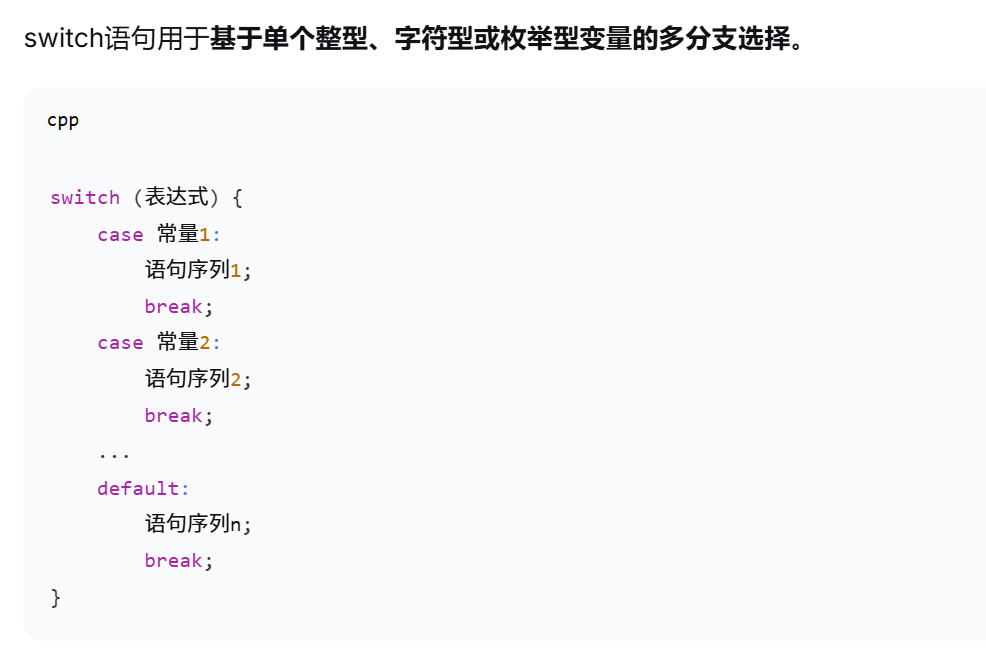 switch语句用于基于单个整型、字符型或枚举型变量的多分支选择。
cpp
switch (表达式) {
    case 常量1:
        语句序列1;
        break;
    case 常量2:
        语句序列2;
        break;
    ...
    default:
        语句序列n;
        break;
}